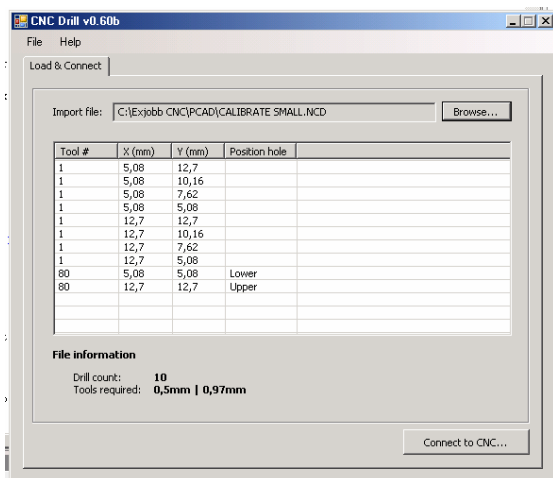 CNC Drill v0.60b
File Help
Load & Connect
Import file: C:\Exjobb CNC\PCAD\CALIBRATE SMALL.NCD Browse...
Tool # X (mm) Y (mm) Position hole
1 5,08 12,7
1 5,08 10,16
1 5,08 7,62
1 5,08 5,08
1 12,7 12,7
1 12,7 10,16
1 12,7 7,62
1 12,7 5,08
80 5,08 5,08 Lower
80 12,7 12,7 Upper
File information
Drill count: 10
Tools required: 0,5mm | 0,97mm
Connect to CNC...